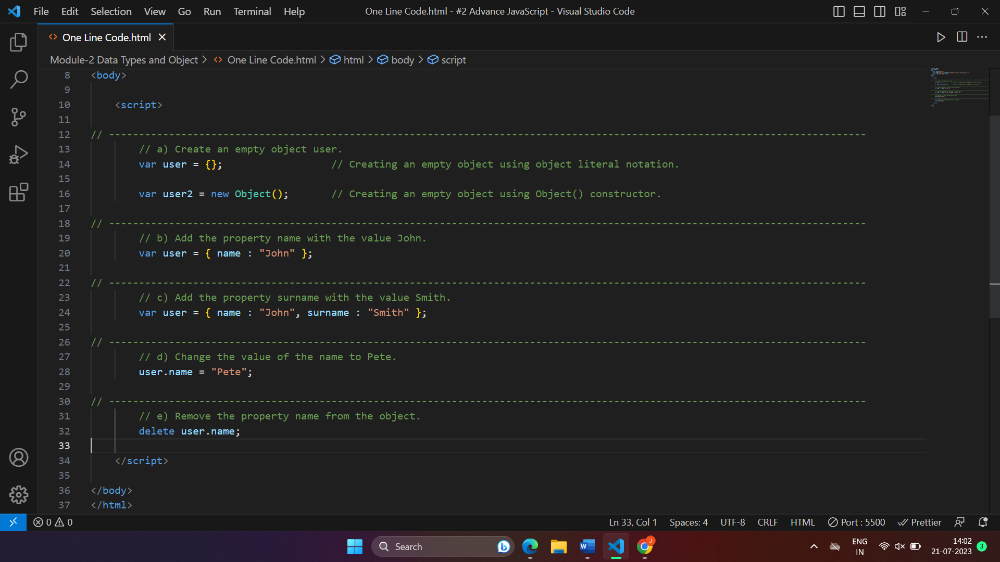 File Edit Selection View Go Run Terminal Help One Line Code.html - #2 Advance JavaScript - Visual Studio Code
One Line Code.html
Module-2 Data Types and Object > One Line Code.html > html > body > script
8 <body>
9
10 <script>
11
12 // ------------------------------------------------------------------------------------------------------------------------------
13 // a) Create an empty object user.
14 var user = {}; // Creating an empty object using object literal notation.
15
16 var user2 = new Object(); // Creating an empty object using Object() constructor.
17
18 // ------------------------------------------------------------------------------------------------------------------------------
19 // b) Add the property name with the value John.
20 var user = { name : "John" };
21
22 // ------------------------------------------------------------------------------------------------------------------------------
23 // c) Add the property surname with the value Smith.
24 var user = { name : "John", surname : "Smith" };
25
26 // ------------------------------------------------------------------------------------------------------------------------------
27 // d) Change the value of the name to Pete.
28 user.name = "Pete";
29
30 // ------------------------------------------------------------------------------------------------------------------------------
31 // e) Remove the property name from the object.
32 delete user.name;
33
34 </script>
35
36 </body>
37 </html>
0 0 Ln 33, Col 1 Spaces: 4 UTF-8 CRLF HTML Port : 5500 Prettier
Search W J ENG 14:02
IN 21-07-2023 3